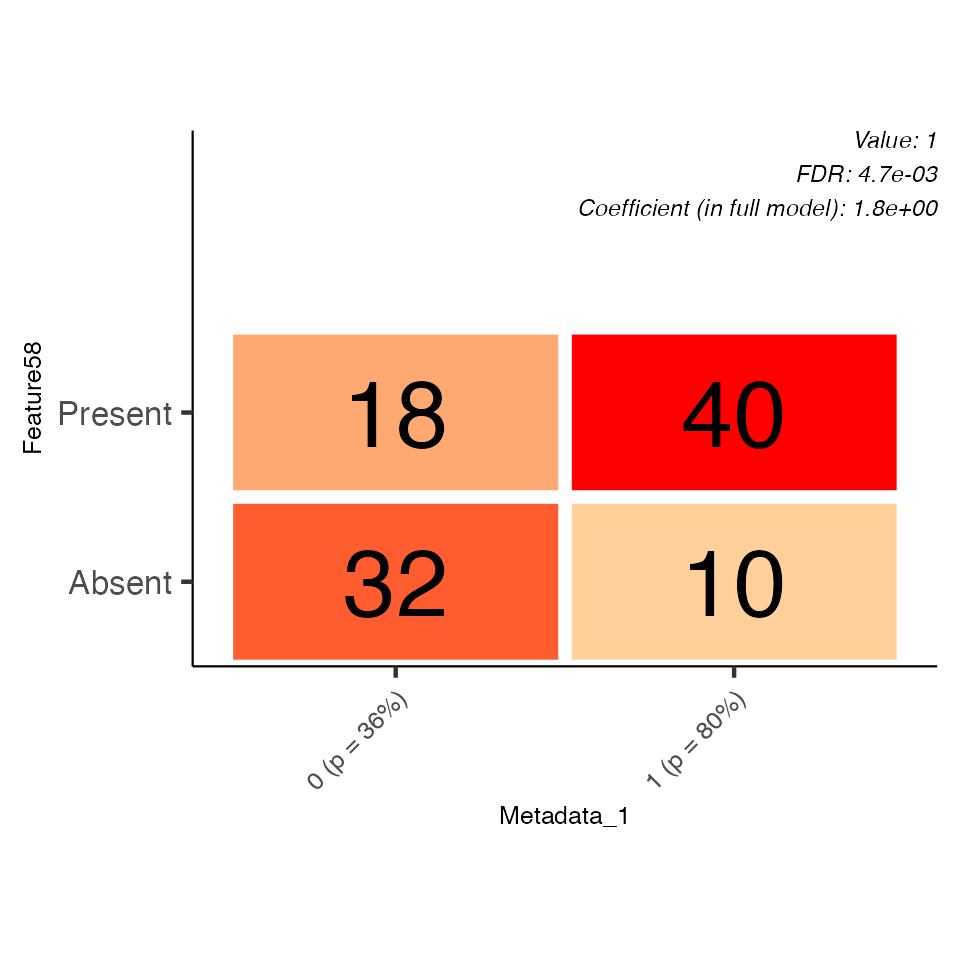 Value: 1
FDR: 4.7e-03
Coefficient (in full model): 1.8e+00
Feature58
Present
18
40
Absent
32
10
0 (p = 36%)
1 (p = 80%)
Metadata_1